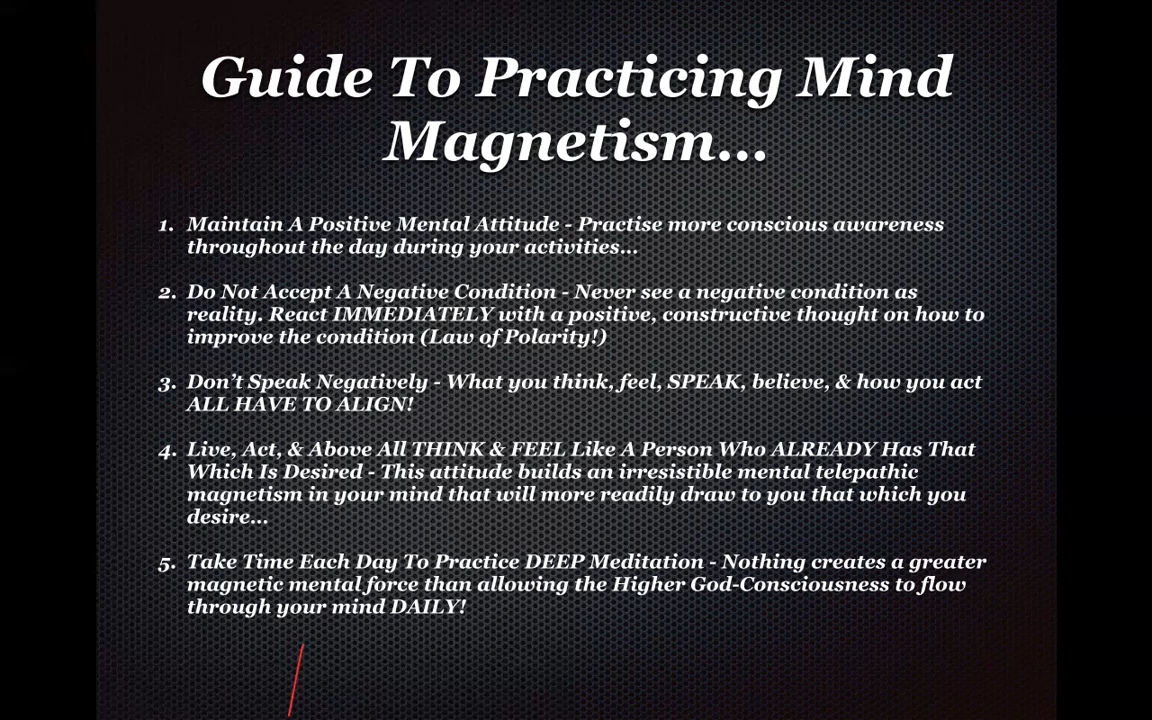 Guide To Practicing Mind
Magnetism...
1. Maintain A Positive Mental Attitude - Practise more conscious awareness
throughout the day during your activities...
2. Do Not Accept A Negative Condition - Never see a negative condition as
reality. React IMMEDIATELY with a positive, constructive thought on how to
improve the condition (Law of Polarity!)
3. Don't Speak Negatively - What you think, feel, SPEAK, believe, & how you act
ALL HAVE TO ALIGN!
4. Live, Act, & Above All THINK & FEEL Like A Person Who ALREADY Has That
Which Is Desired - This attitude builds an irresistible mental telepathic
magnetism in your mind that will more readily draw to you that which you
desire...
5. Take Time Each Day To Practice DEEP Meditation - Nothing creates a greater
magnetic mental force than allowing the Higher God-Consciousness to flow
through your mind DAILY!